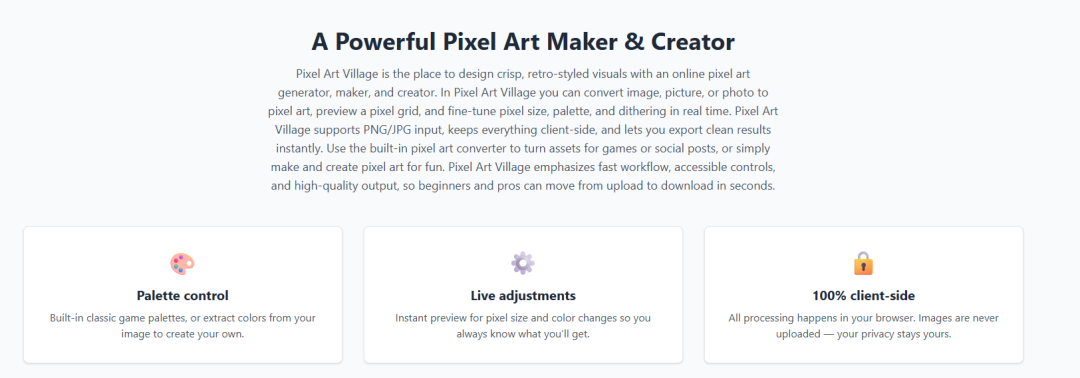 A Powerful Pixel Art Maker & Creator
Pixel Art Village is the place to design crisp, retro-styled visuals with an online pixel art
generator, maker, and creator. In Pixel Art Village you can convert image, picture, or photo to
pixel art, preview a pixel grid, and fine-tune pixel size, palette, and dithering in real time. Pixel Art
Village supports PNG/JPG input, keeps everything client-side, and lets you export clean results
instantly. Use the built-in pixel art converter to turn assets for games or social posts, or simply
make and create pixel art for fun. Pixel Art Village emphasizes fast workflow, accessible controls,
and high-quality output, so beginners and pros can move from upload to download in seconds.
Palette control
Built-in classic game palettes, or extract colors from your
image to create your own.
Live adjustments
Instant preview for pixel size and color changes so you
always know what you'll get.
100% client-side
All processing happens in your browser. Images are never
uploaded — your privacy stays yours.